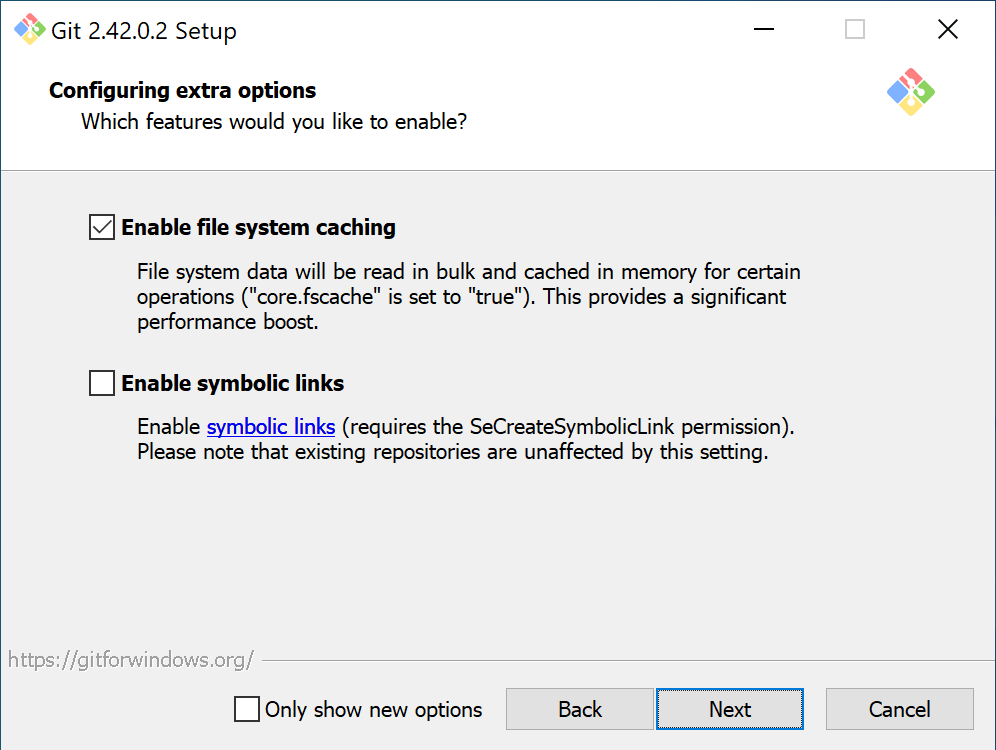 Git 2.42.0.2 Setup
Configuring extra options
Which features would you like to enable?
Enable file system caching
File system data will be read in bulk and cached in memory for certain
operations ("core.fscache" is set to "true"). This provides a significant
performance boost.
Enable symbolic links
Enable symbolic links (requires the SeCreateSymbolicLink permission).
Please note that existing repositories are unaffected by this setting.
https://gitforwindows.org/
Only show new options
Back
Next
Cancel